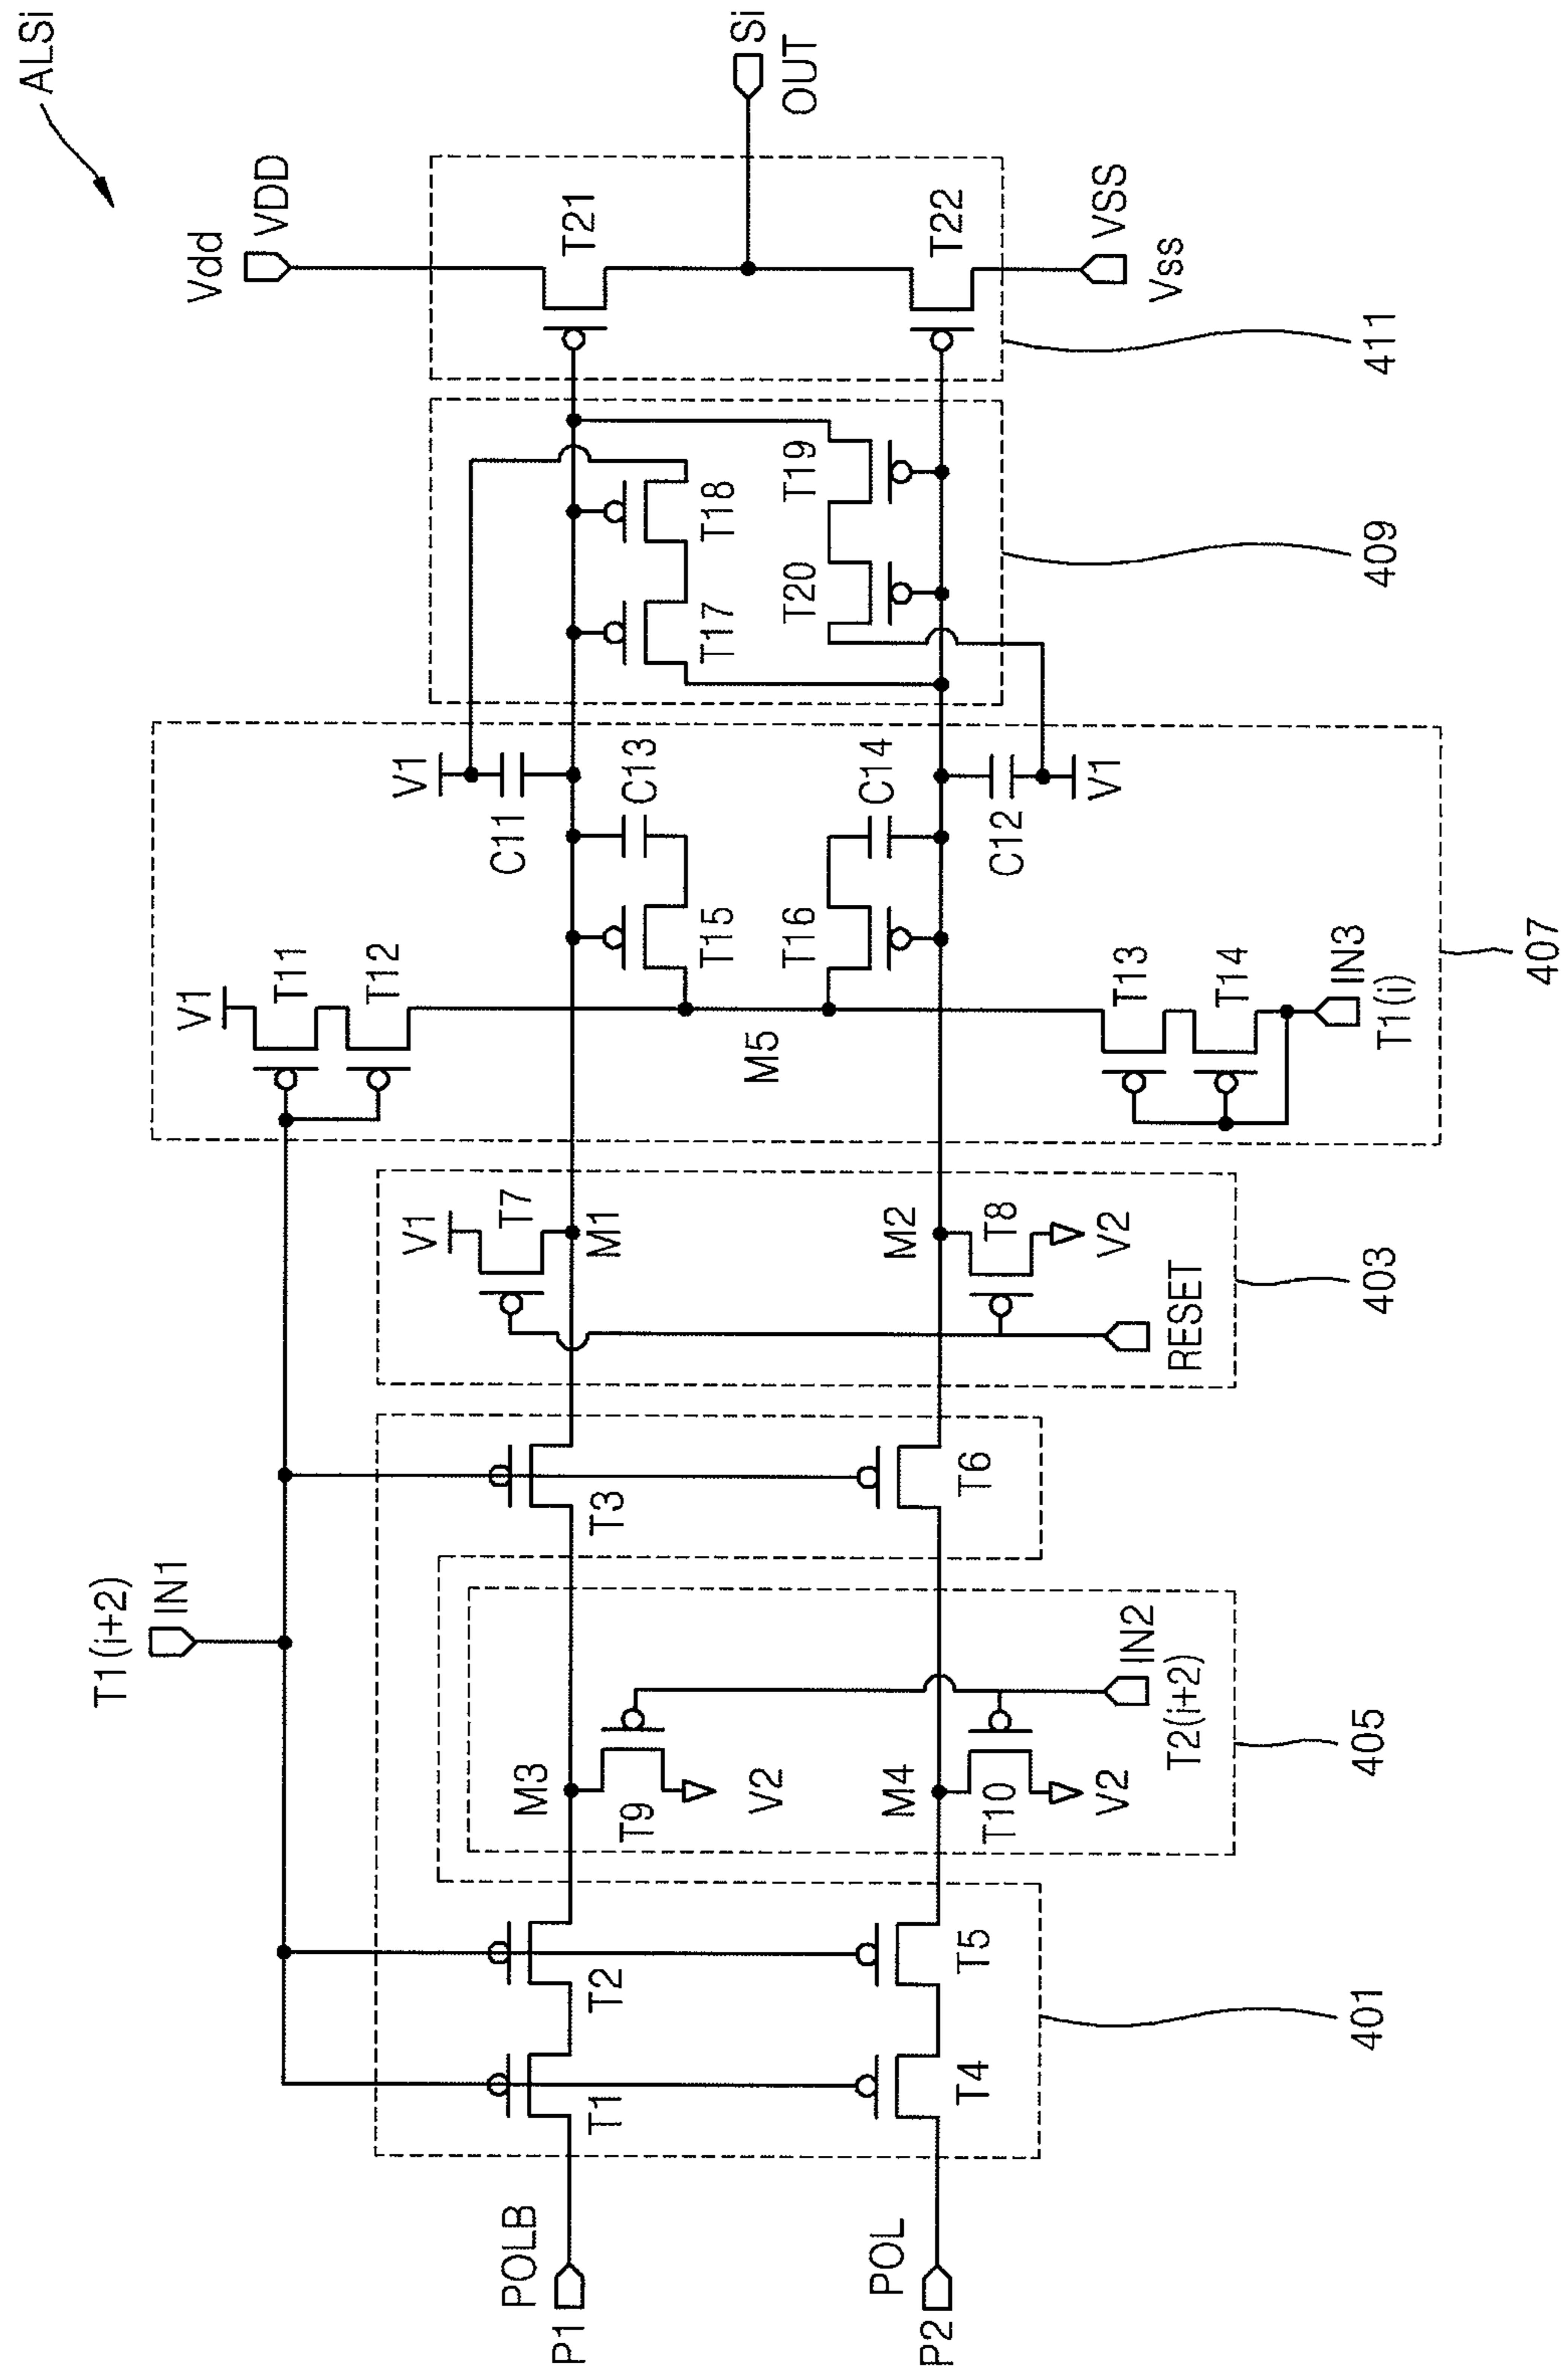 ALSi
Vdd
VDD
Si
OUT
T21
T22
VSS
Vss
411
T18
T17
T19
T20
409
V1
C11
C13
C14
C12
V1
T15
T16
V1
T11
T12
M5
T13
T14
IN3
T1(i)
407
V1
T7
M1
M2
T8
V2
RESET
403
T1(i+2)
IN1
T3
T6
M3
T9
V2
M4
T10
V2
IN2
T2(i+2)
405
T2
T5
T1
T4
401
POLB
P1
POL
P2